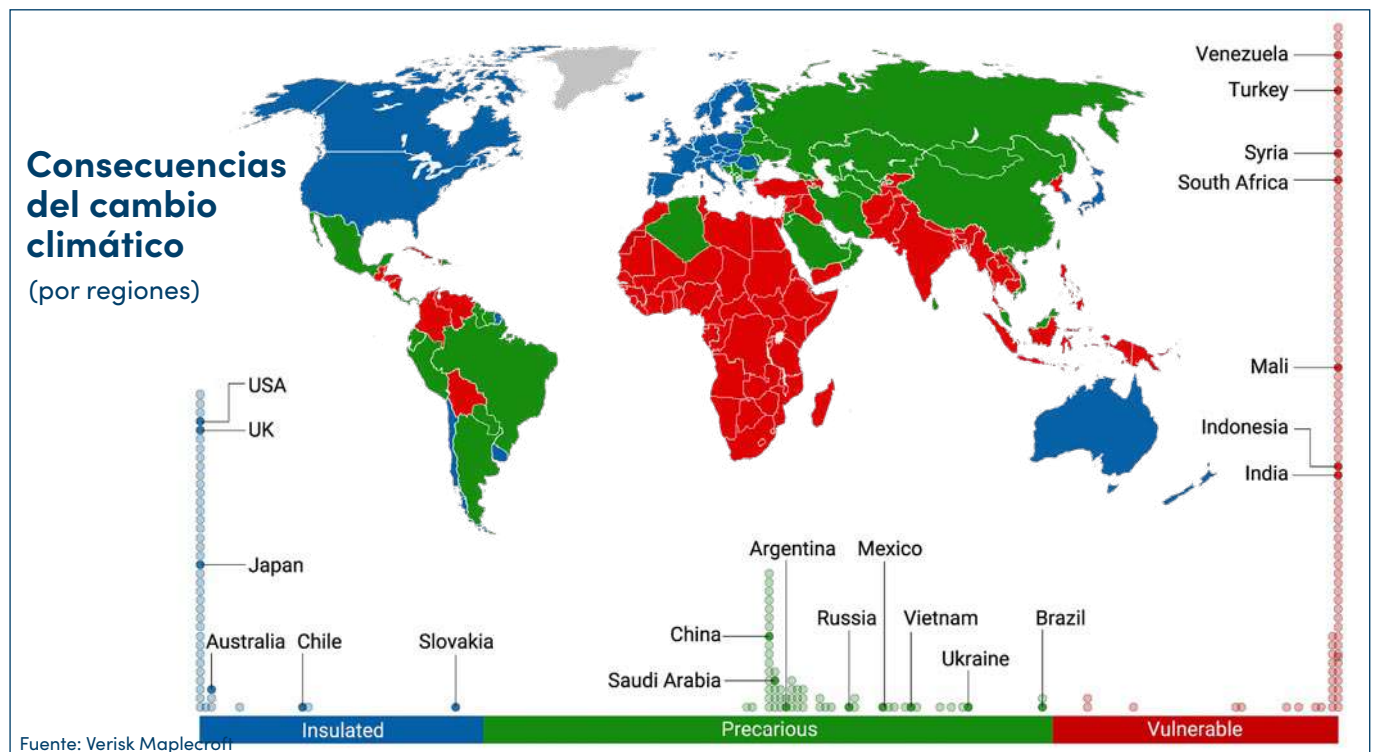 Consecuencias
del cambio
climático
(por regiones)
Venezuela
Turkey
Syria
South Africa
Mali
Indonesia
India
USA
UK
Japan
Australia
Chile
Slovakia
Argentina
Mexico
China
Russia
Vietnam
Brazil
Saudi Arabia
Ukraine
Insulated
Precarious
Vulnerable
Fuente: Verisk Maplecroft